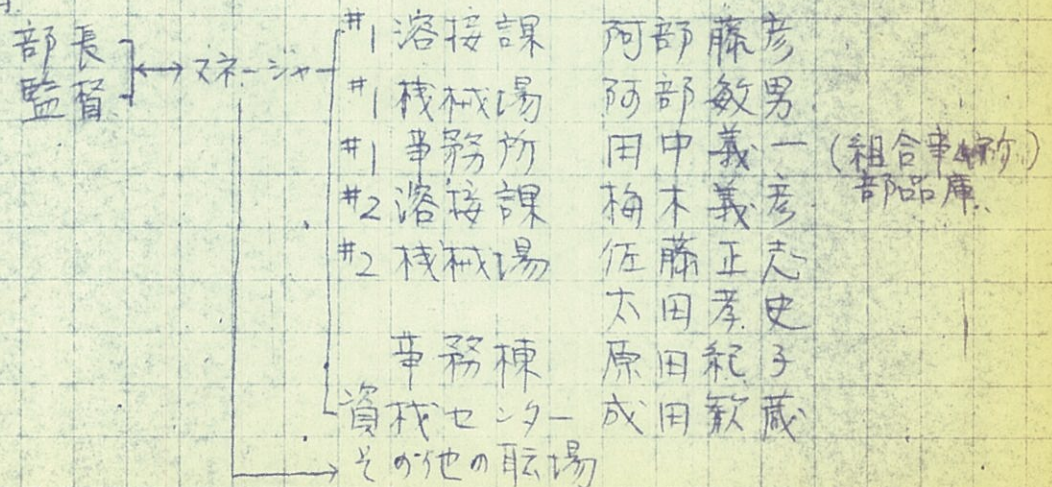 部長
監督
マネージャー
#1 溶接課 阿部藤彦
#1 機械場 阿部敏男
#1 事務所 田中義一 (組合事ム所)
部品庫
#2 溶接課 梅木義彦
#2 機械場 佐藤正志
太田孝史
事務棟 原田紀子
資材センター 成田歓蔵
その他の職場